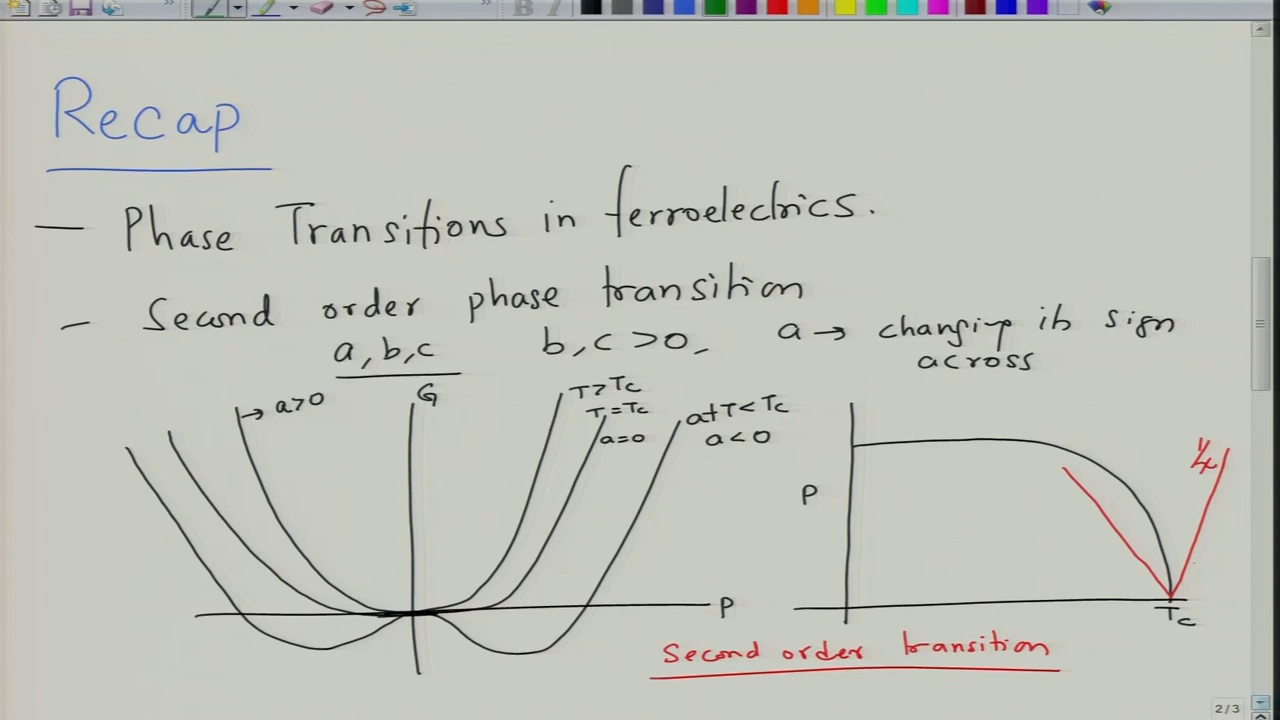 Recap
— Phase Transitions in ferroelectrics.
- Second order phase transition
a, b, c b, c > 0, a → changing its sign
across
→ a > 0 G T > Tc
T = Tc at T < Tc
a = 0 a < 0
P
P
Tc
Second order transition
2/3